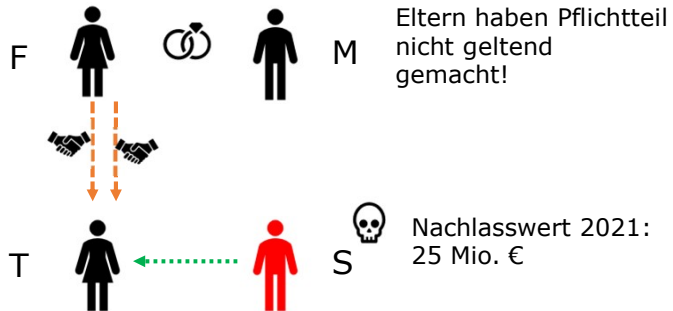 F
M
Eltern haben Pflichtteil
nicht geltend
gemacht!
T
S
Nachlasswert 2021:
25 Mio. €